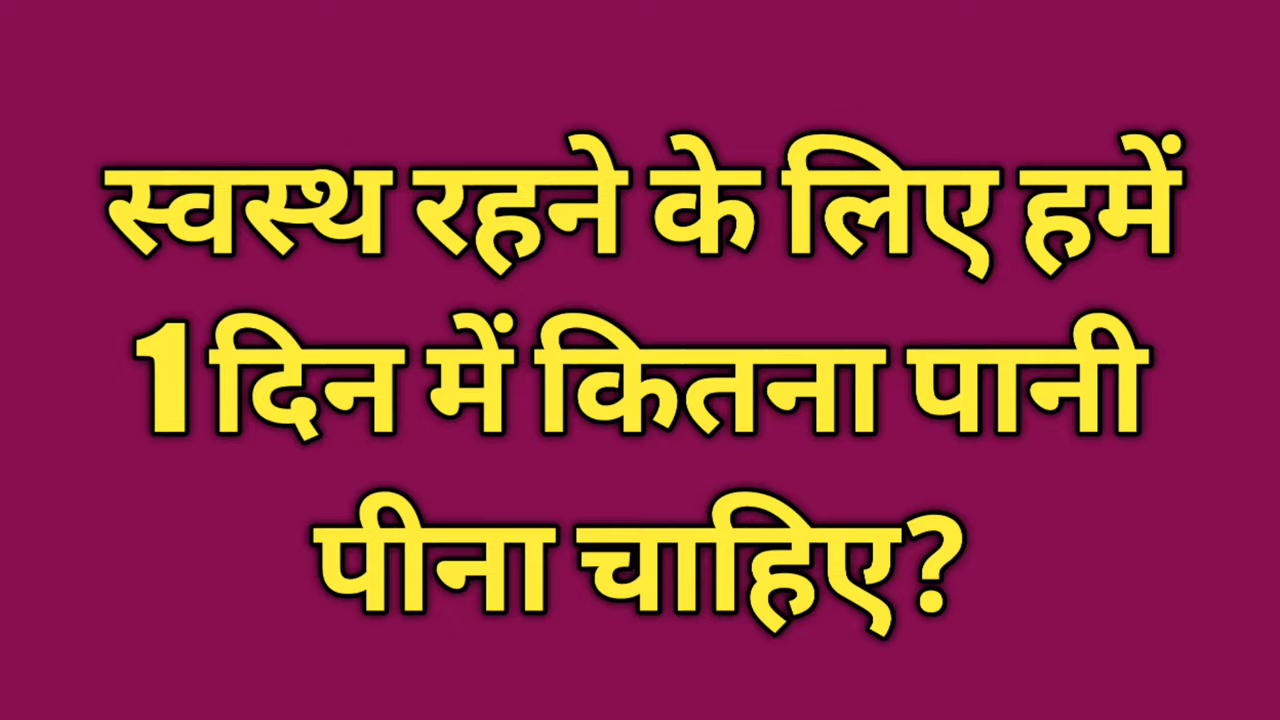 स्वस्थ रहने के लिए हमें
1 दिन में कितना पानी
पीना चाहिए?